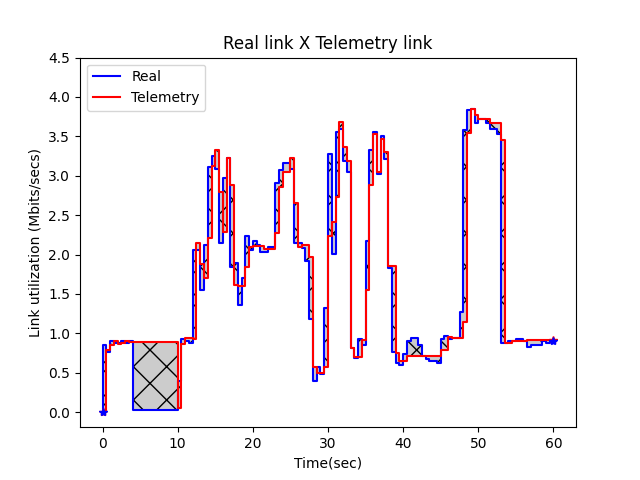 Real link X Telemetry link
Real
Telemetry
Link utilization (Mbits/secs)
4.5
4.0
3.5
3.0
2.5
2.0
1.5
1.0
0.5
0.0
0 10 20 30 40 50 60
Time(sec)